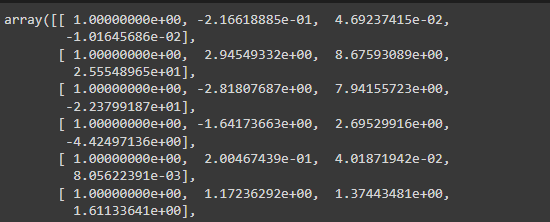 array([[ 1.00000000e+00, -2.16618885e-01,  4.69237415e-02,
        -1.01645686e-02],
       [ 1.00000000e+00,  2.94549332e+00,  8.67593089e+00,
         2.55548965e+01],
       [ 1.00000000e+00, -2.81807687e+00,  7.94155723e+00,
        -2.23799187e+01],
       [ 1.00000000e+00, -1.64173663e+00,  2.69529916e+00,
        -4.42497136e+00],
       [ 1.00000000e+00,  2.00467439e-01,  4.01871942e-02,
         8.05622391e-03],
       [ 1.00000000e+00,  1.17236292e+00,  1.37443481e+00,
         1.61133641e+00],